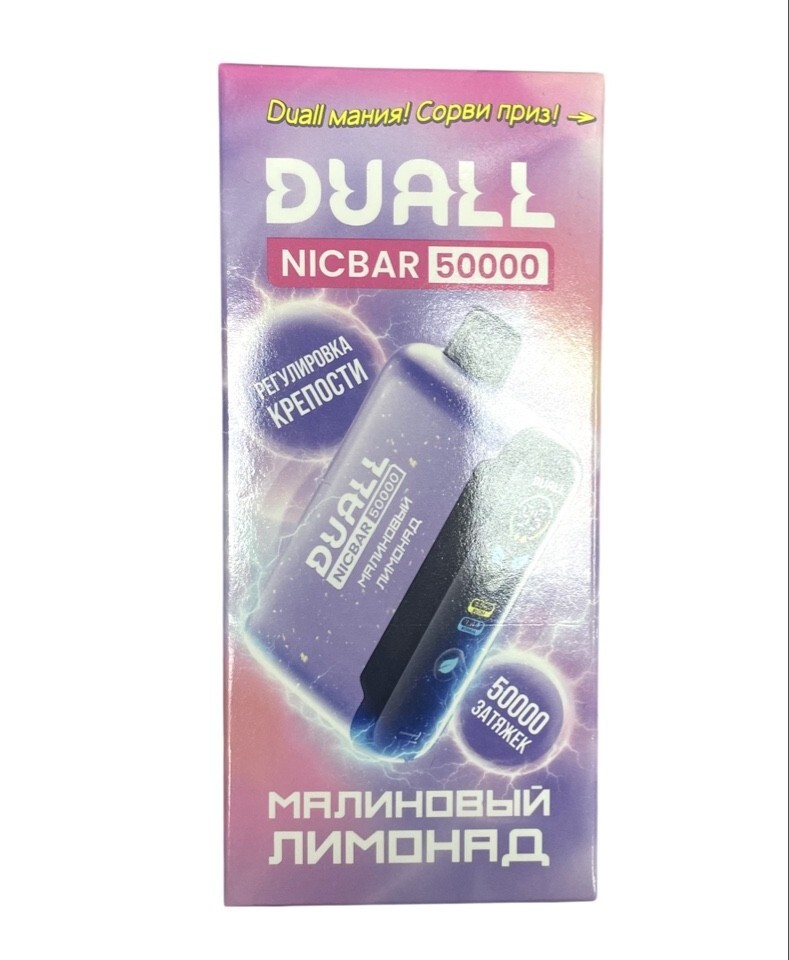 Duall мания! Сорви приз! →
DUALL
NICBAR 50000
РЕГУЛИРОВКА
КРЕПОСТИ
DUALL
NICBAR 50000
МАЛИНОВЫЙ
ЛИМОНАД
50000
ЗАТЯЖЕК
МАЛИНОВЫЙ
ЛИМОНАД